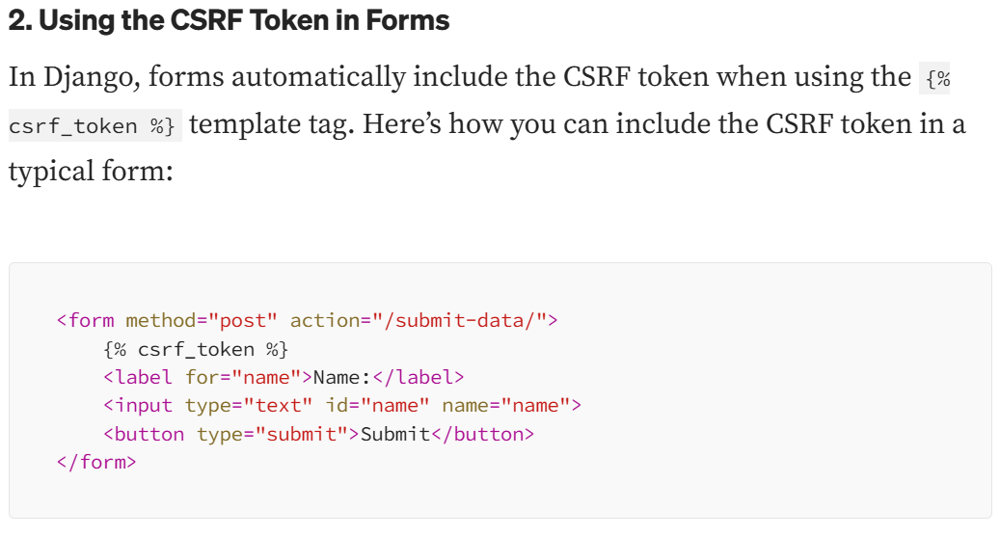 2. Using the CSRF Token in Forms
In Django, forms automatically include the CSRF token when using the {%
csrf_token %} template tag. Here’s how you can include the CSRF token in a
typical form:
<form method="post" action="/submit-data/">
    {% csrf_token %}
    <label for="name">Name:</label>
    <input type="text" id="name" name="name">
    <button type="submit">Submit</button>
</form>